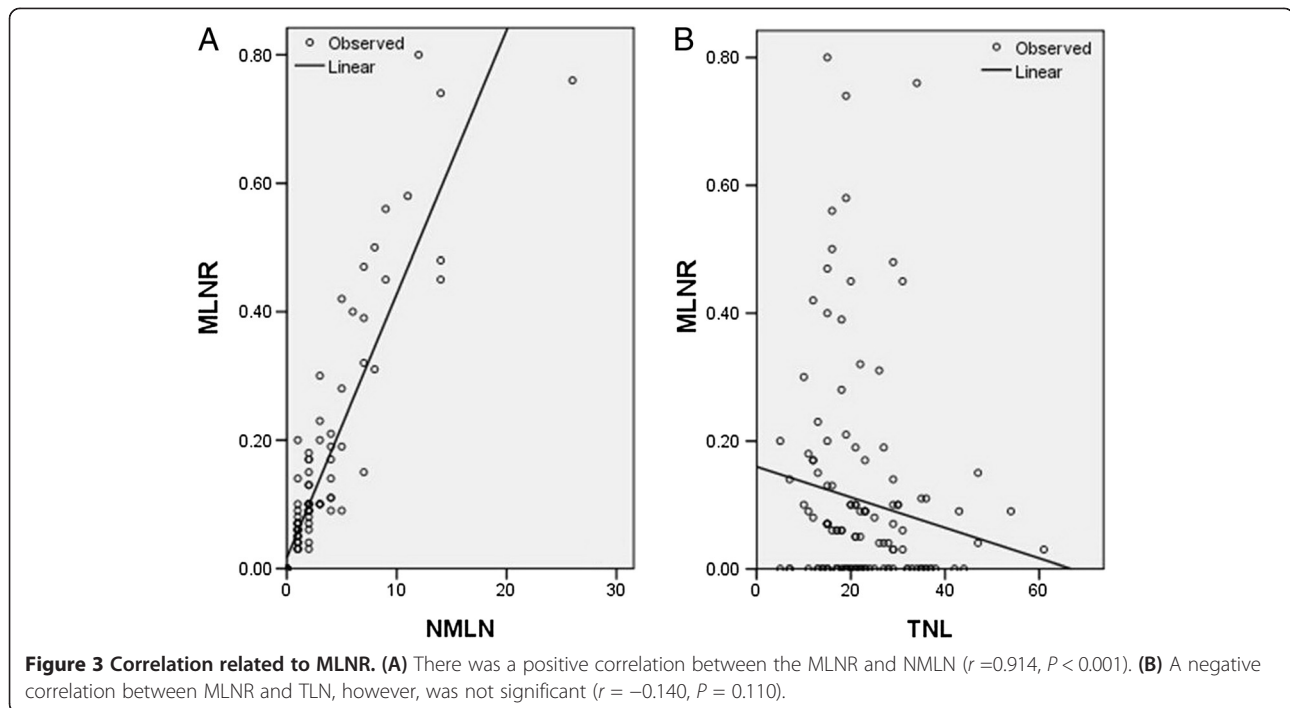 A
○ Observed
— Linear
0.80
0.60
0.40
0.20
0.00
MLNR
0
10
20
30
NMLN
B
○ Observed
— Linear
0.80
0.60
0.40
0.20
0.00
MLNR
0
20
40
60
TNL
Figure 3 Correlation related to MLNR. (A) There was a positive correlation between the MLNR and NMLN (r =0.914, P < 0.001). (B) A negative
correlation between MLNR and TLN, however, was not significant (r = −0.140, P = 0.110).